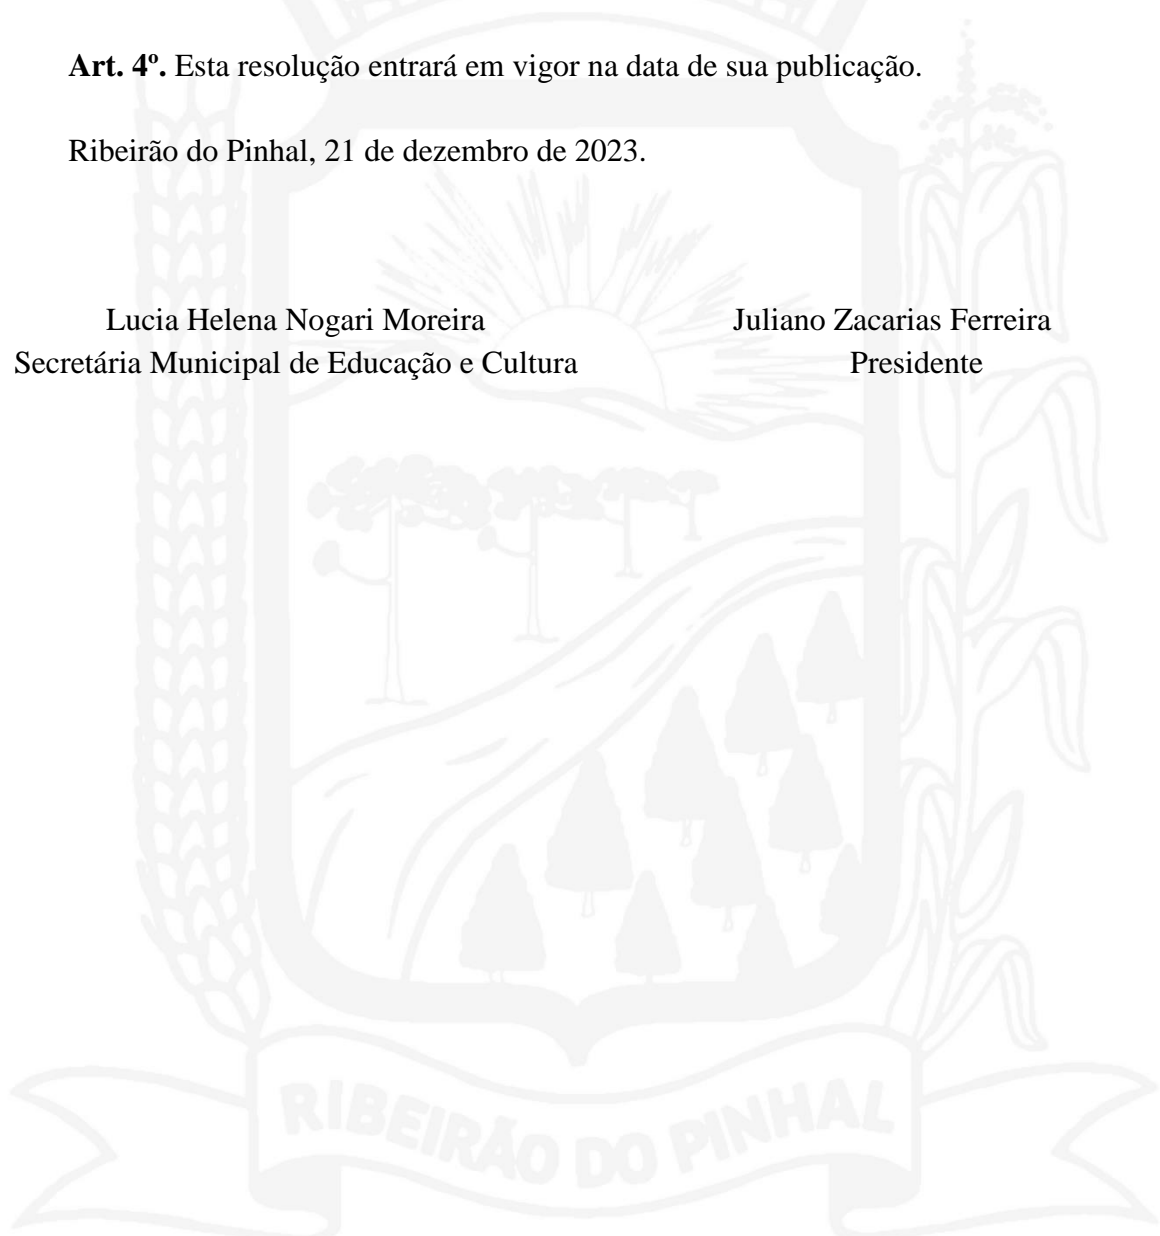 Art. 4º. Esta resolução entrará em vigor na data de sua publicação.
Ribeirão do Pinhal, 21 de dezembro de 2023.
Lucia Helena Nogari Moreira
Secretária Municipal de Educação e Cultura
Juliano Zacarias Ferreira
Presidente
RIBEIRÃO DO PINHAL